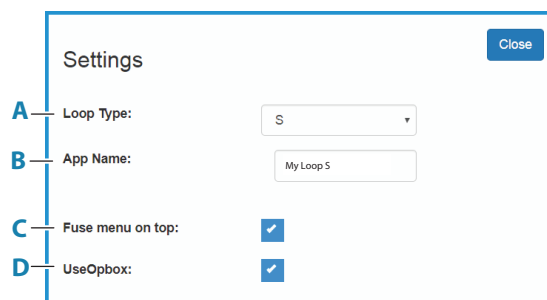 Close
Settings
A Loop Type: S
B App Name: My Loop S
C Fuse menu on top:
D UseOpbox: